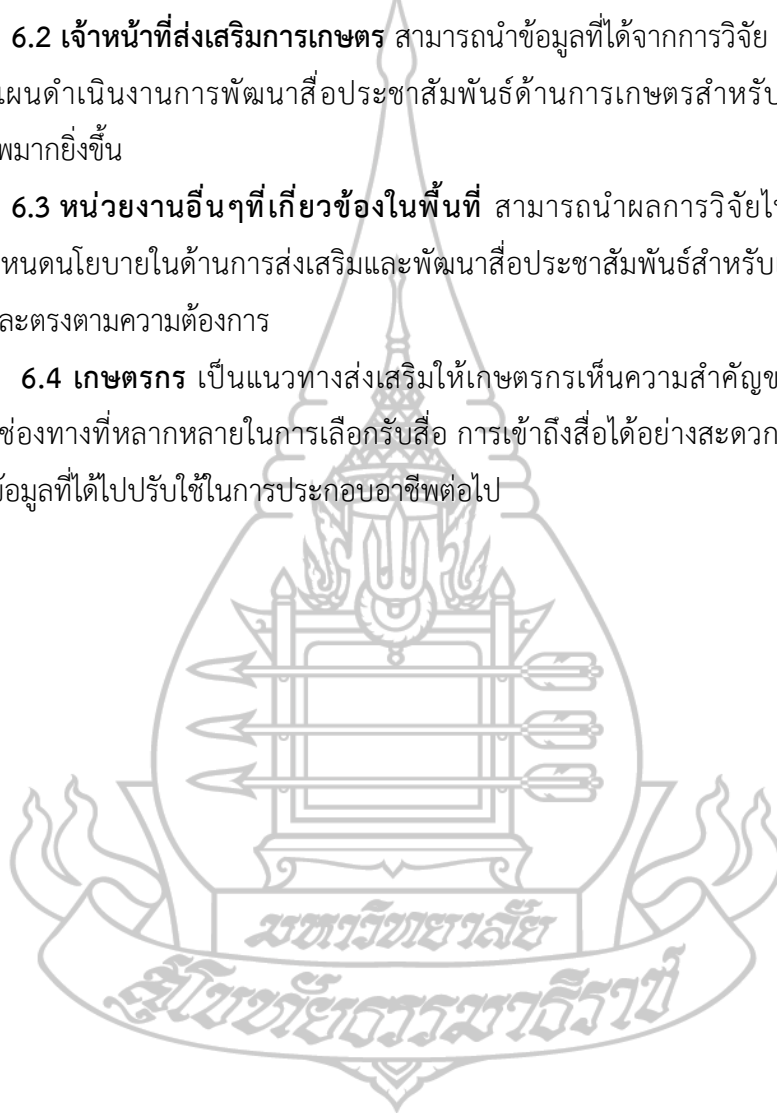 6.2 เจ้าหน้าที่ส่งเสริมการเกษตร สามารถนำข้อมูลที่ได้จากการวิจัย
แผนดำเนินงานการพัฒนาสื่อประชาสัมพันธ์ด้านการเกษตรสำหรับ
พมากยิ่งขึ้น
6.3 หน่วยงานอื่นๆที่เกี่ยวข้องในพื้นที่ สามารถนำผลการวิจัยไป
หนดนโยบายในด้านการส่งเสริมและพัฒนาสื่อประชาสัมพันธ์สำหรับ
ละตรงตามความต้องการ
6.4 เกษตรกร เป็นแนวทางส่งเสริมให้เกษตรกรเห็นความสำคัญข
ช่องทางที่หลากหลายในการเลือกรับสื่อ การเข้าถึงสื่อได้อย่างสะดวก
ข้อมูลที่ได้ไปปรับใช้ในการประกอบอาชีพต่อไป
มหาวิทยาลัย
สุโขทัยธรรมาธิราช